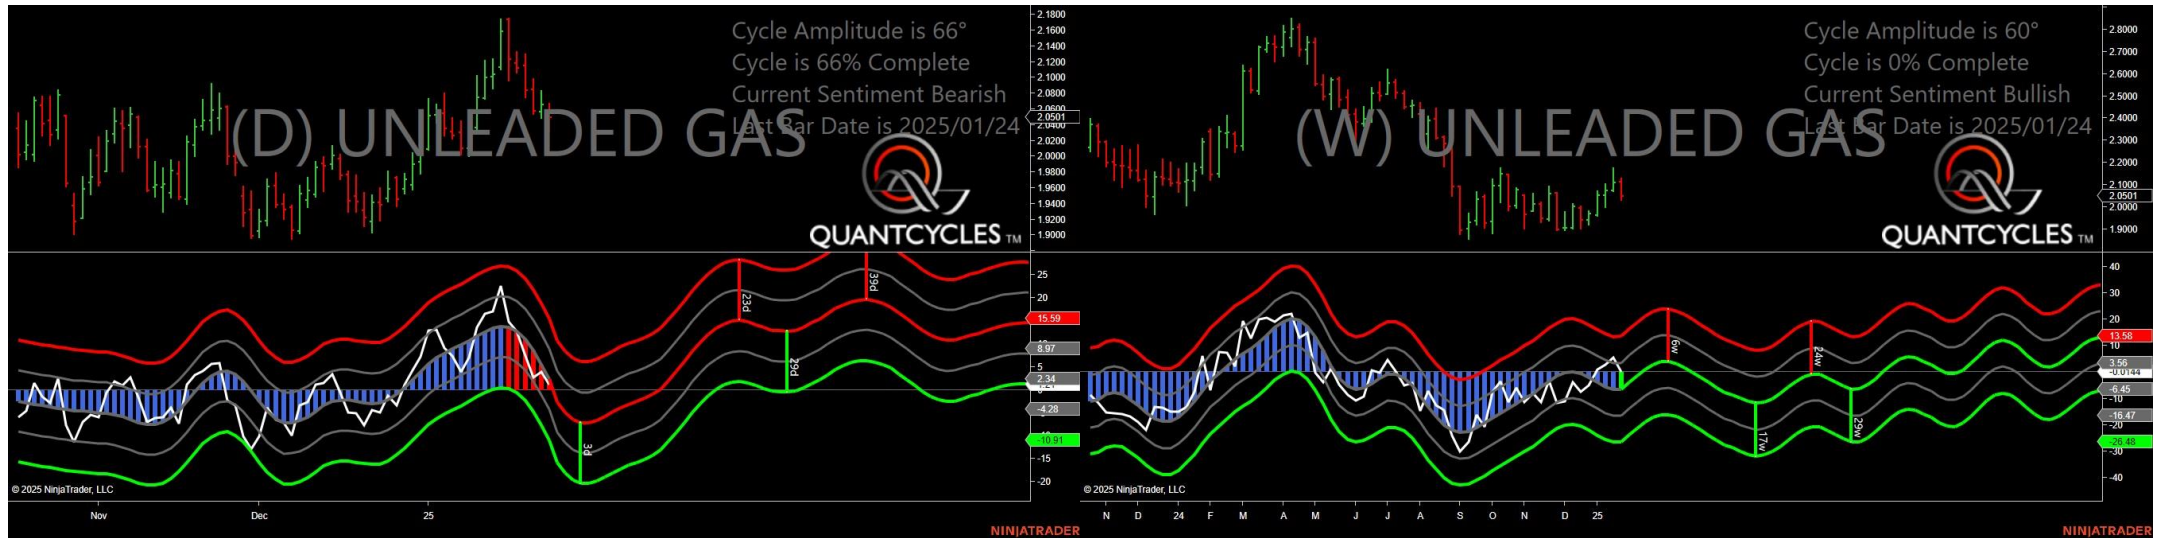 Cycle Amplitude is 66°
Cycle is 66% Complete
Current Sentiment Bearish
Last Bar Date is 2025/01/24
(D) UNLEADED GAS
QUANTCYCLES TM
2.1800
2.1600
2.1400
2.1200
2.1000
2.0800
2.0600
2.0501
2.0400
2.0200
2.0000
1.9800
1.9600
1.9400
1.9200
1.9000
25
20
15.59
8.97
5
2.34
-4.28
-10.91
-15
-20
23d
39d
29d
3d
© 2025 NinjaTrader, LLC
Nov Dec 25
NINJATRADER
Cycle Amplitude is 60°
Cycle is 0% Complete
Current Sentiment Bullish
Last Bar Date is 2025/01/24
(W) UNLEADED GAS
QUANTCYCLES TM
2.8000
2.7000
2.6000
2.5000
2.4000
2.3000
2.2000
2.1000
2.0501
2.0000
1.9000
40
30
20
13.58
10
3.56
-0.0144
-6.45
-10
-16.47
-20
-26.48
-30
-40
6w
24w
17w
29w
© 2025 NinjaTrader, LLC
N D 24 F M A M J J A S O N D 25
NINJATRADER